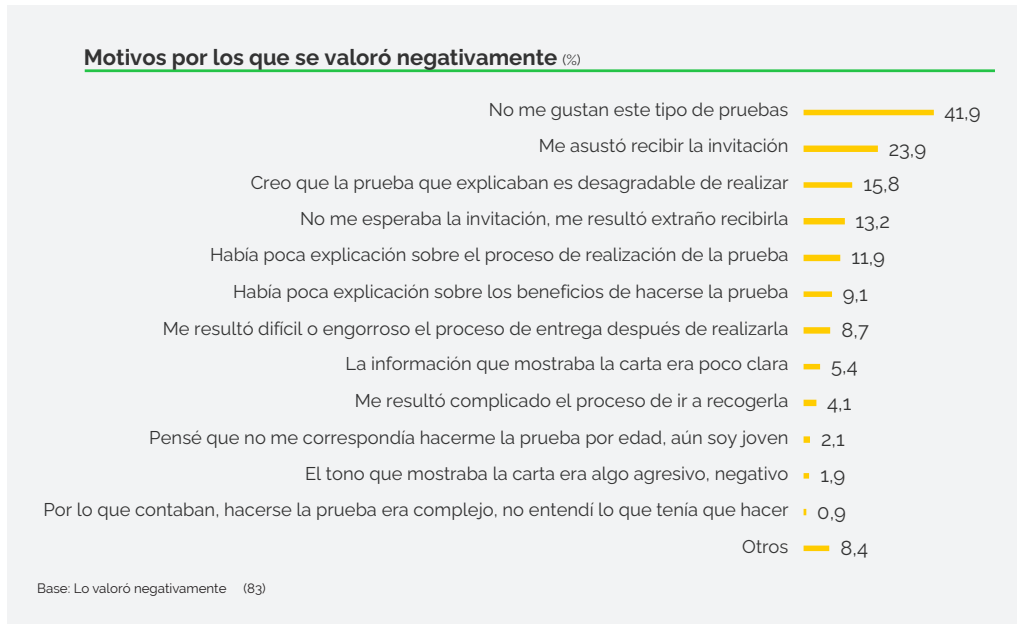 Motivos por los que se valoró negativamente (%)
No me gustan este tipo de pruebas 41,9
Me asustó recibir la invitación 23,9
Creo que la prueba que explicaban es desagradable de realizar 15,8
No me esperaba la invitación, me resultó extraño recibirla 13,2
Había poca explicación sobre el proceso de realización de la prueba 11,9
Había poca explicación sobre los beneficios de hacerse la prueba 9,1
Me resultó difícil o engorroso el proceso de entrega después de realizarla 8,7
La información que mostraba la carta era poco clara 5,4
Me resultó complicado el proceso de ir a recogerla 4,1
Pensé que no me correspondía hacerme la prueba por edad, aún soy joven 2,1
El tono que mostraba la carta era algo agresivo, negativo 1,9
Por lo que contaban, hacerse la prueba era complejo, no entendí lo que tenía que hacer 0,9
Otros 8,4
Base: Lo valoró negativamente (83)